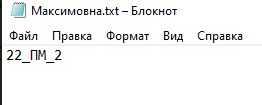 Максимовна.txt – Блокнот
Файл Правка Формат Вид Справка
22_ПМ_2